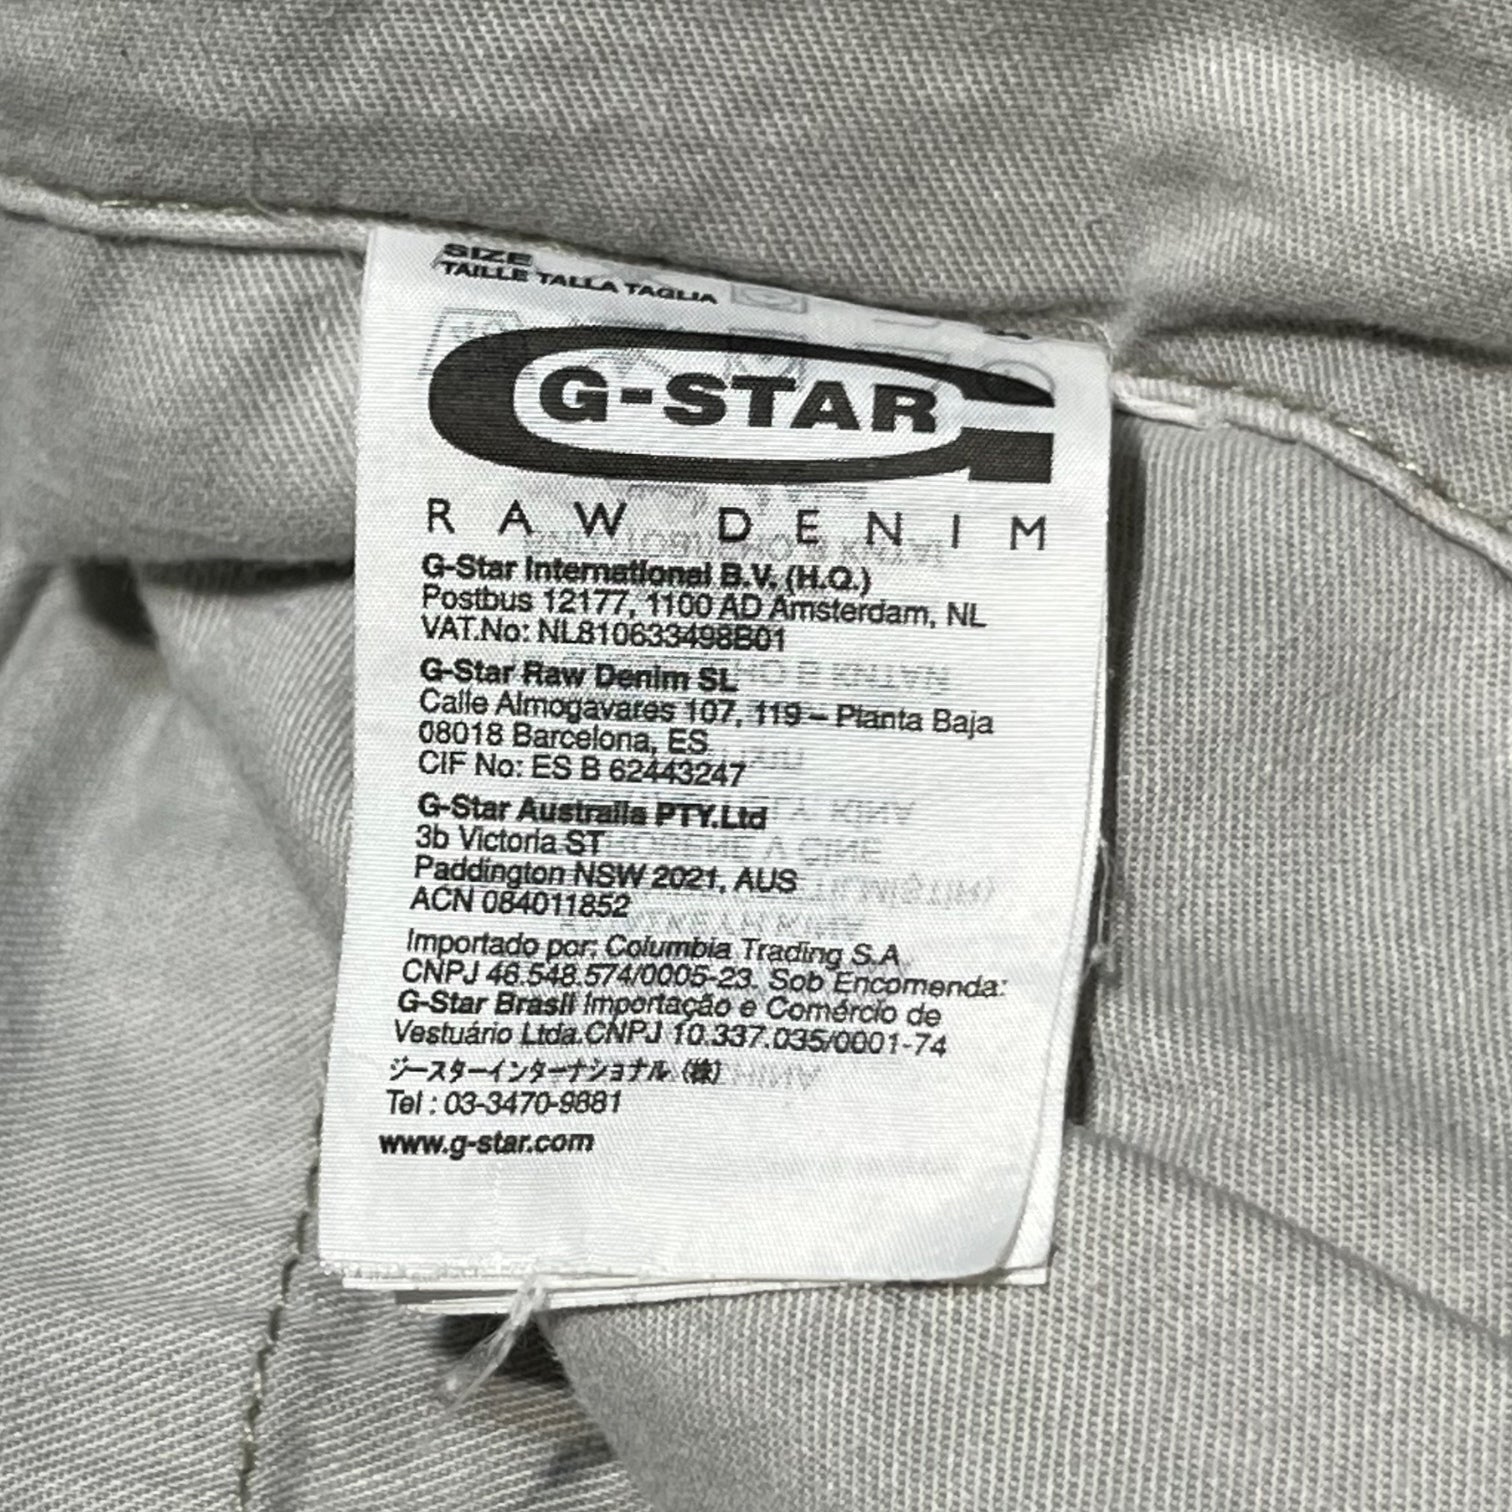 SIZE
TAILLE TALLA TAGLIA
G-STAR
RAW DENIM
G-Star International B.V. (H.Q.)
Postbus 12177, 1100 AD Amsterdam, NL
VAT.No: NL810633498B01
G-Star Raw Denim SL
Calle Almogavares 107, 119 – Planta Baja
08018 Barcelona, ES
CIF No: ES B 62443247
G-Star Australia PTY.Ltd
3b Victoria ST
Paddington NSW 2021, AUS
ACN 084011852
Importado por: Columbia Trading S.A.
CNPJ 46.548.574/0005-23. Sob Encomenda:
G-Star Brasil Importação e Comércio de
Vestuário Ltda.CNPJ 10.337.035/0001-74
ジースターインターナショナル（株）
Tel : 03-3470-9881
www.g-star.com